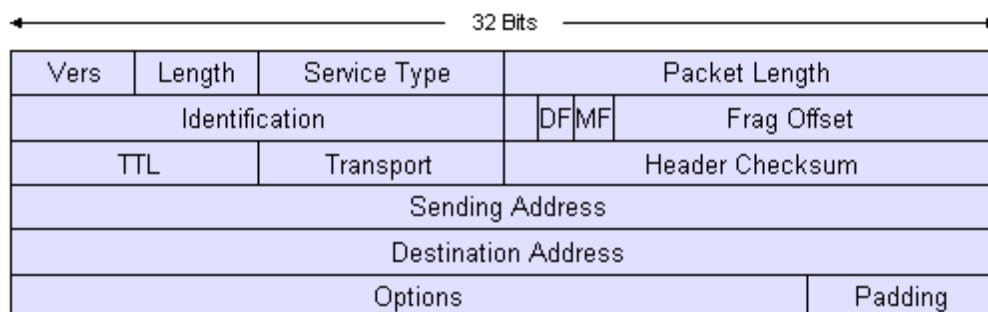 32 Bits
Vers Length Service Type Packet Length
Identification DF MF Frag Offset
TTL Transport Header Checksum
Sending Address
Destination Address
Options Padding